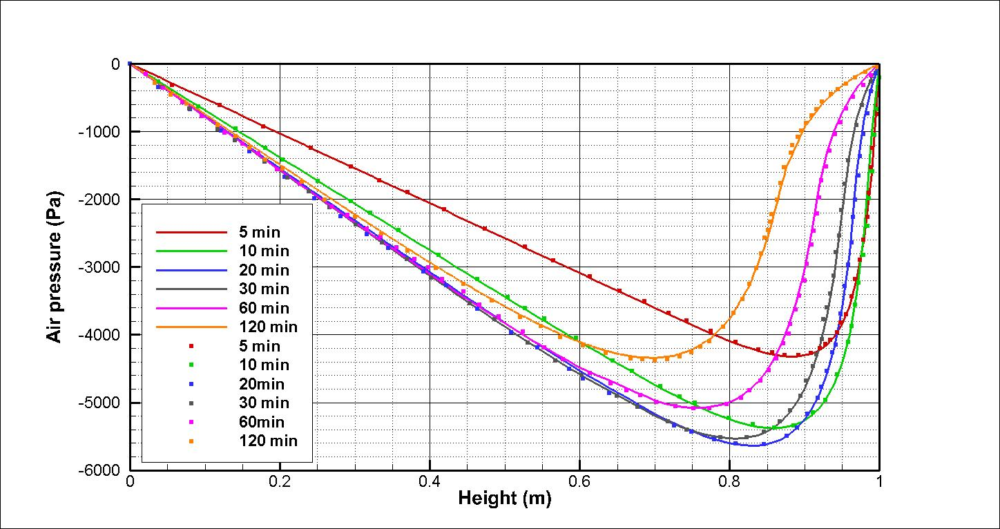 0
-1000
-2000
-3000
-4000
-5000
-6000
Air pressure (Pa)
5 min
10 min
20 min
30 min
60 min
120 min
5 min
10 min
20min
30 min
60min
120 min
0 0.2 0.4 0.6 0.8 1
Height (m)